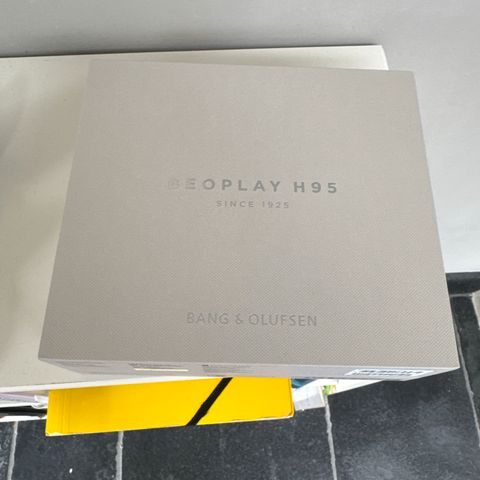 BEOPLAY H95
SINCE 1925
BANG & OLUFSEN